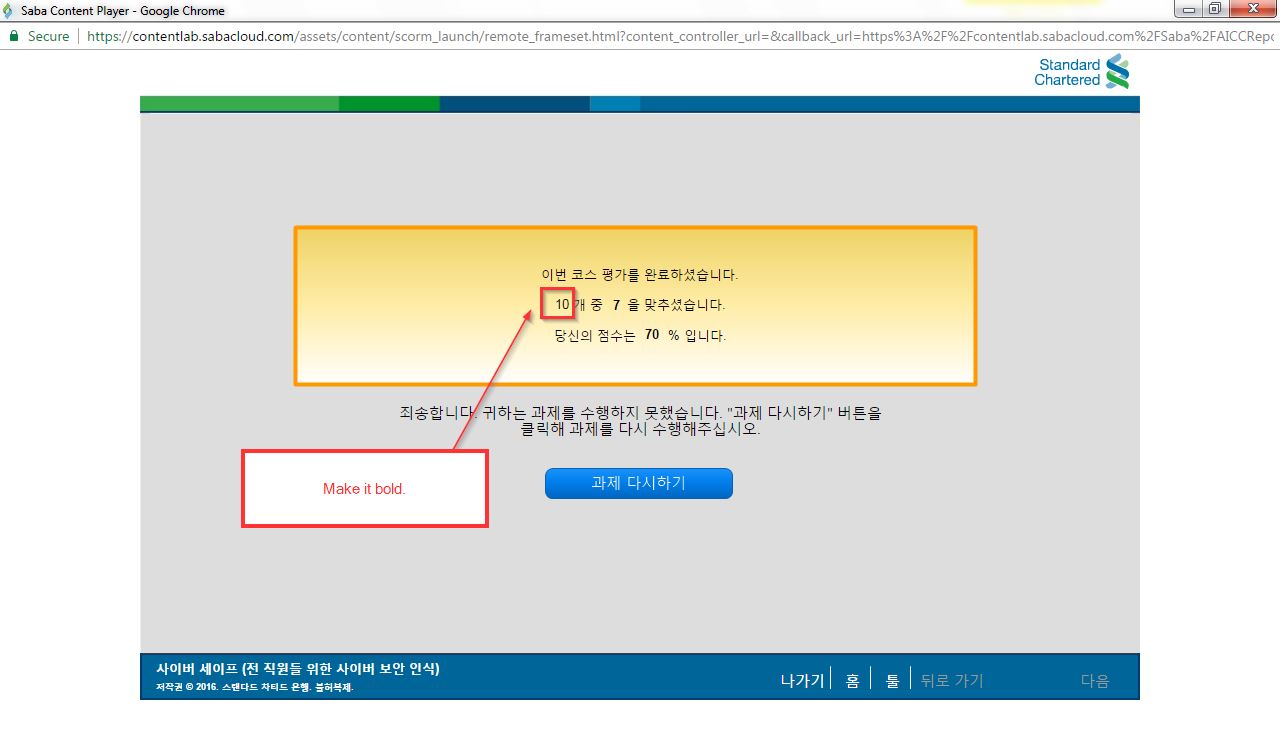 Saba Content Player - Google Chrome
Secure | https://contentlab.sabacloud.com/assets/content/scorm_launch/remote_frameset.html?content_controller_url=&callback_url=https%3A%2F%2Fcontentlab.sabacloud.com%2FSaba%2FAICCRepo
Standard
Chartered
이번 코스 평가를 완료하셨습니다.
10개 중 7 을 맞추셨습니다.
당신의 점수는 70 % 입니다.
죄송합니다. 귀하는 과제를 수행하지 못했습니다. "과제 다시하기" 버튼을
클릭해 과제를 다시 수행해주십시오.
Make it bold.
과제 다시하기
사이버 세이프 (전 직원들 위한 사이버 보안 인식)
저작권 © 2016. 스탠다드 차티드 은행. 불허복제.
나가기 | 홈 | 툴 | 뒤로 가기 다음